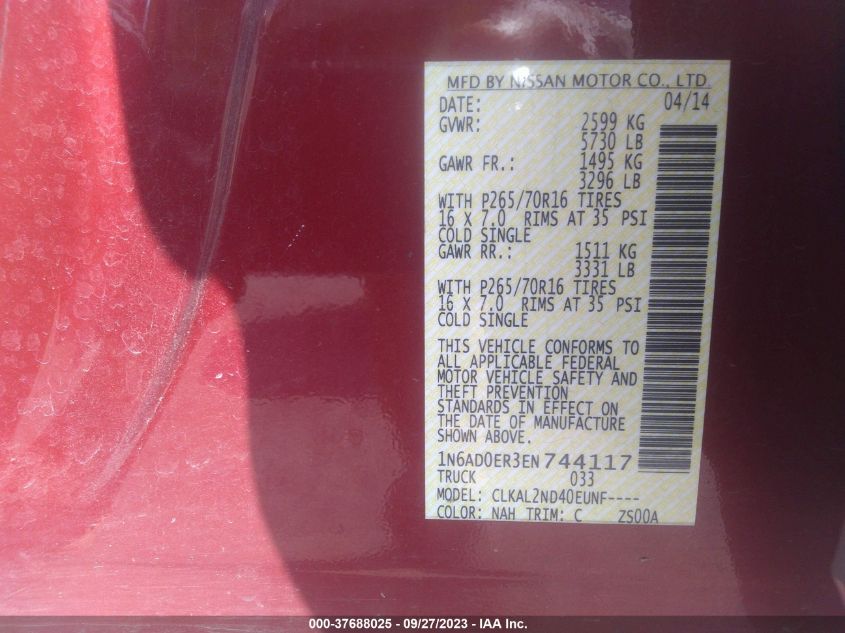 MFD BY NISSAN MOTOR CO., LTD.
DATE: 04/14
GVWR: 2599 KG
5730 LB
GAWR FR.: 1495 KG
3296 LB
WITH P265/70R16 TIRES
16 X 7.0 RIMS AT 35 PSI
COLD SINGLE
GAWR RR.: 1511 KG
3331 LB
WITH P265/70R16 TIRES
16 X 7.0 RIMS AT 35 PSI
COLD SINGLE
THIS VEHICLE CONFORMS TO
ALL APPLICABLE FEDERAL
MOTOR VEHICLE SAFETY AND
THEFT PREVENTION
STANDARDS IN EFFECT ON
THE DATE OF MANUFACTURE
SHOWN ABOVE.
1N6AD0ER3EN744117
TRUCK 033
MODEL: CLKAL2ND40EUNF----
COLOR: NAH TRIM: C ZS00A
000-37688025 - 09/27/2023 - IAA Inc.